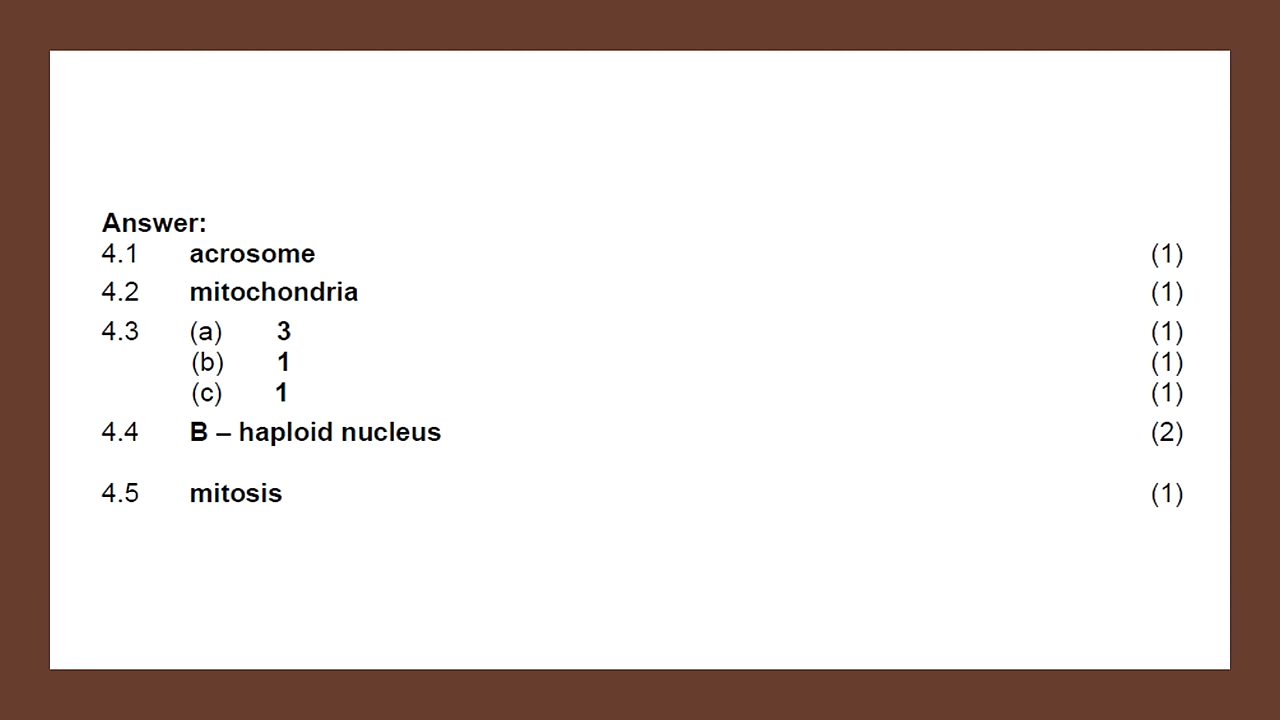 Answer:
4.1 acrosome (1)
4.2 mitochondria (1)
4.3 (a) 3 (1)
(b) 1 (1)
(c) 1 (1)
4.4 B – haploid nucleus (2)
4.5 mitosis (1)